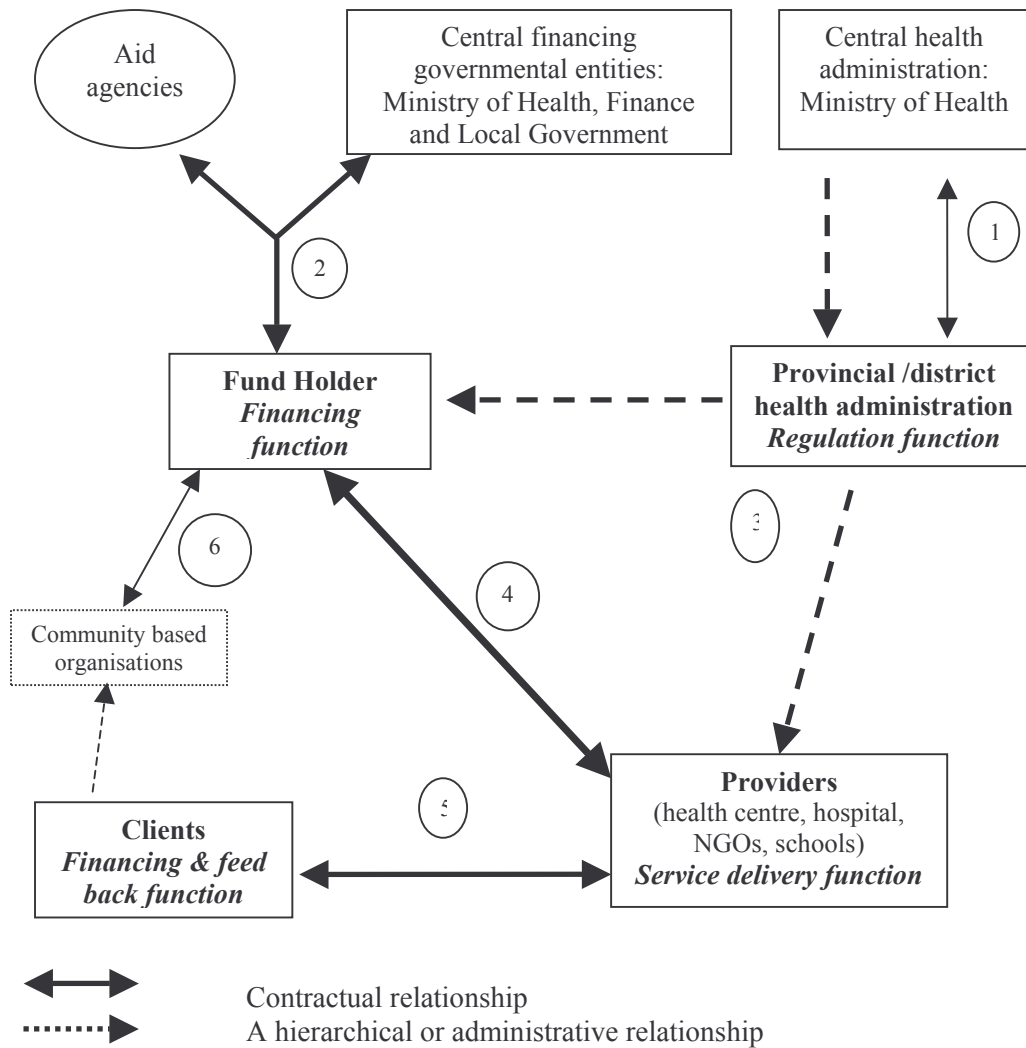 Aid
agencies
Central financing
governmental entities:
Ministry of Health, Finance
and Local Government
Central health
administration:
Ministry of Health
1
2
Fund Holder
Financing
function
Provincial /district
health administration
Regulation function
3
6
4
Community based
organisations
5
Clients
Financing & feed
back function
Providers
(health centre, hospital,
NGOs, schools)
Service delivery function
Contractual relationship
A hierarchical or administrative relationship